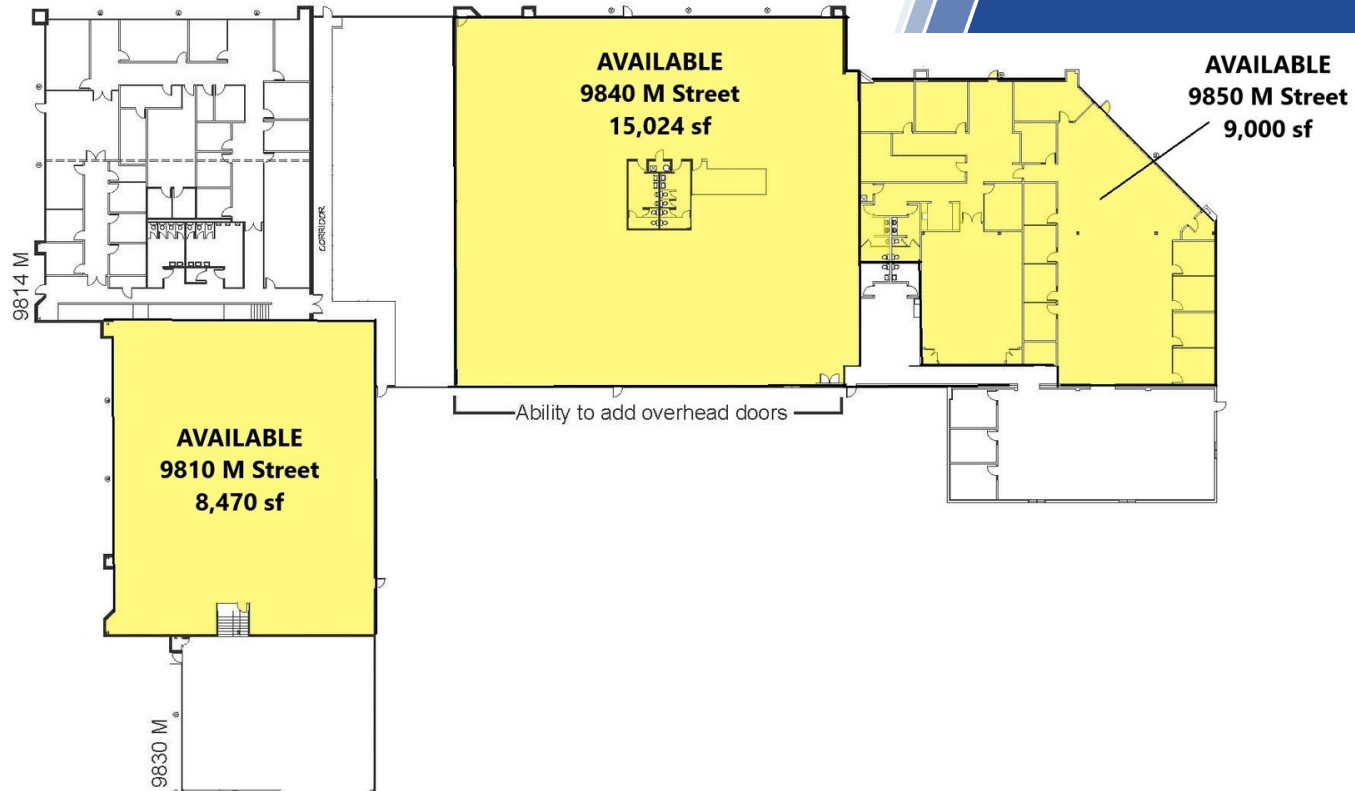 AVAILABLE
9840 M Street
15,024 sf
AVAILABLE
9850 M Street
9,000 sf
CORRIDOR
9814 M
Ability to add overhead doors
AVAILABLE
9810 M Street
8,470 sf
9830 M